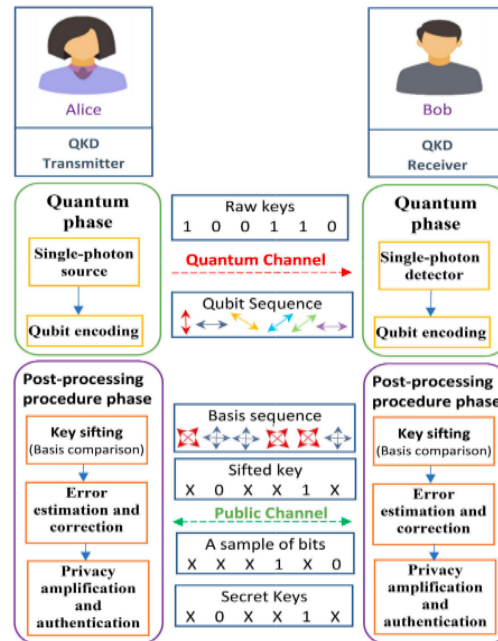 Alice
QKD
Transmitter
Bob
QKD
Receiver
Quantum
phase
Single-photon
source
Qubit encoding
Raw keys
1 0 0 1 1 0
Quantum Channel
Qubit Sequence
Quantum
phase
Single-photon
detector
Qubit encoding
Post-processing
procedure phase
Key sifting
(Basis comparison)
Error
estimation and
correction
Privacy
amplification
and
authentication
Basis sequence
Sifted key
X 0 X X 1 X
Public Channel
A sample of bits
X X X 1 X 0
Secret Keys
X 0 X X 1 X
Post-processing
procedure phase
Key sifting
(Basis comparison)
Error
estimation and
correction
Privacy
amplification and
authentication